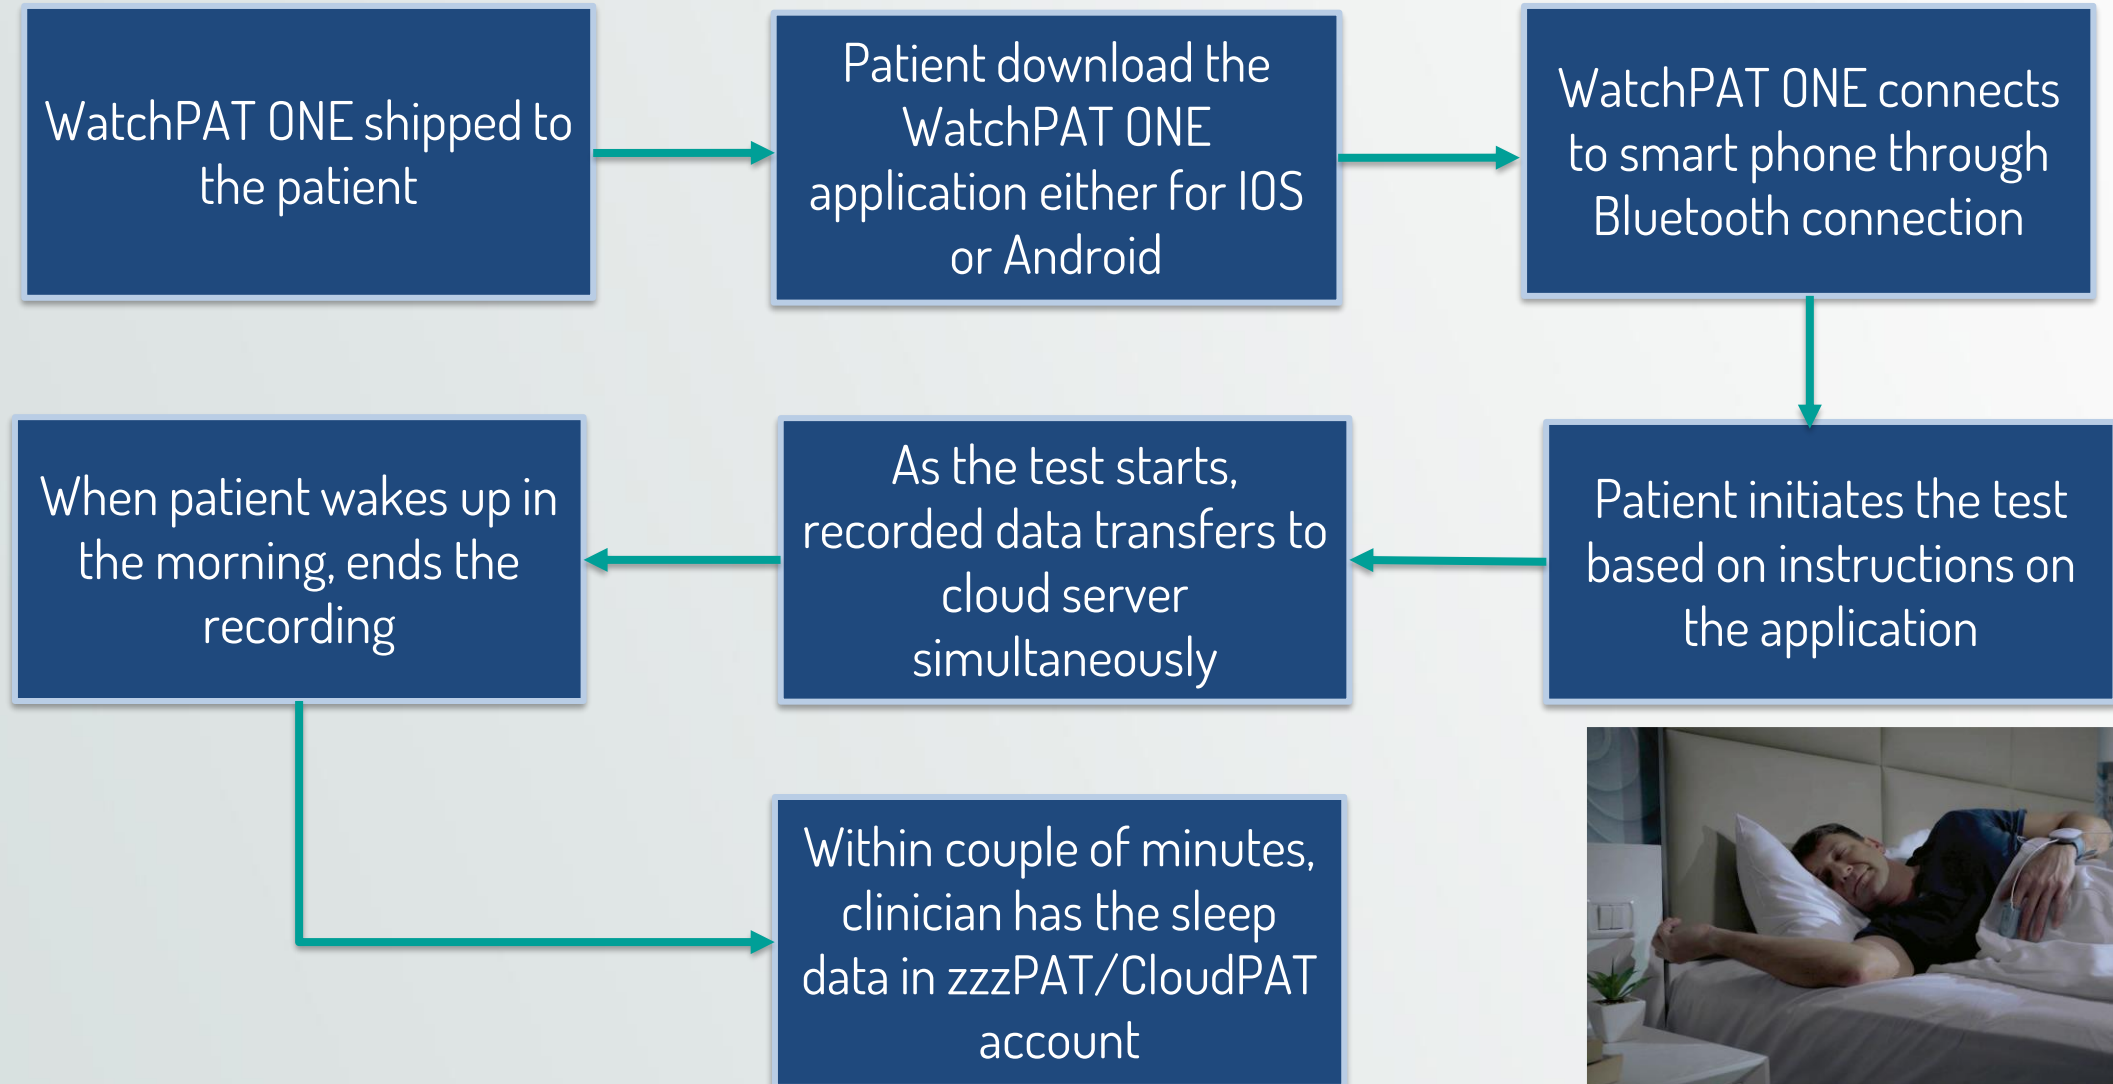 WatchPAT ONE shipped to
the patient
Patient download the
WatchPAT ONE
application either for IOS
or Android
WatchPAT ONE connects
to smart phone through
Bluetooth connection
Patient initiates the test
based on instructions on
the application
As the test starts,
recorded data transfers to
cloud server
simultaneously
When patient wakes up in
the morning, ends the
recording
Within couple of minutes,
clinician has the sleep
data in zzzPAT/CloudPAT
account